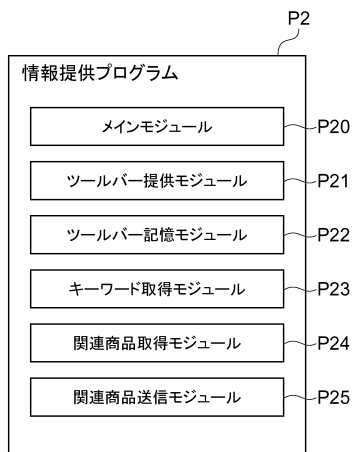 P2
情報提供プログラム
メインモジュール P20
ツールバー提供モジュール P21
ツールバー記憶モジュール P22
キーワード取得モジュール P23
関連商品取得モジュール P24
関連商品送信モジュール P25